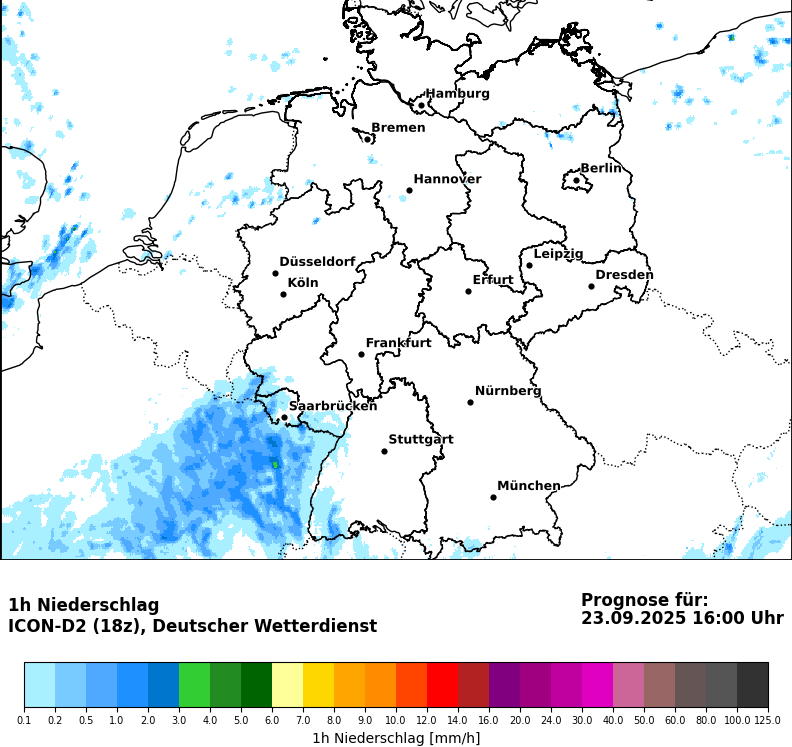 Hamburg
Bremen
Berlin
Hannover
Leipzig
Düsseldorf
Dresden
Köln
Erfurt
Frankfurt
Nürnberg
Saarbrücken
Stuttgart
München
1h Niederschlag
ICON-D2 (18z), Deutscher Wetterdienst
Prognose für:
23.09.2025 16:00 Uhr
0.1 0.2 0.5 1.0 2.0 3.0 4.0 5.0 6.0 7.0 8.0 9.0 10.0 12.0 14.0 16.0 20.0 24.0 30.0 40.0 50.0 60.0 80.0 100.0 125.0
1h Niederschlag [mm/h]